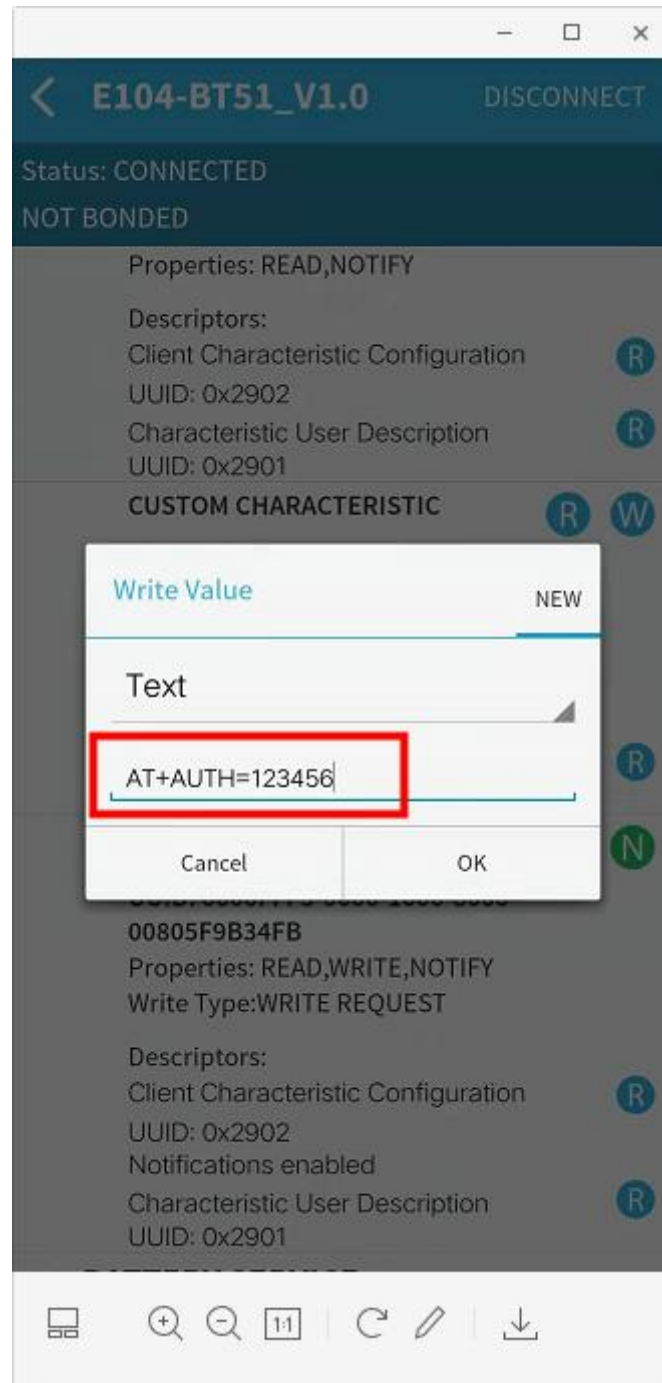 E104-BT51_V1.0 DISCONNECT
Status: CONNECTED
NOT BONDED
Properties: READ,NOTIFY
Descriptors:
Client Characteristic Configuration R
UUID: 0x2902
Characteristic User Description R
UUID: 0x2901
CUSTOM CHARACTERISTIC R W
Write Value NEW
Text
AT+AUTH=123456
R
Cancel OK
N
00805F9B34FB
Properties: READ,WRITE,NOTIFY
Write Type:WRITE REQUEST
Descriptors:
Client Characteristic Configuration R
UUID: 0x2902
Notifications enabled
Characteristic User Description R
UUID: 0x2901
1:1